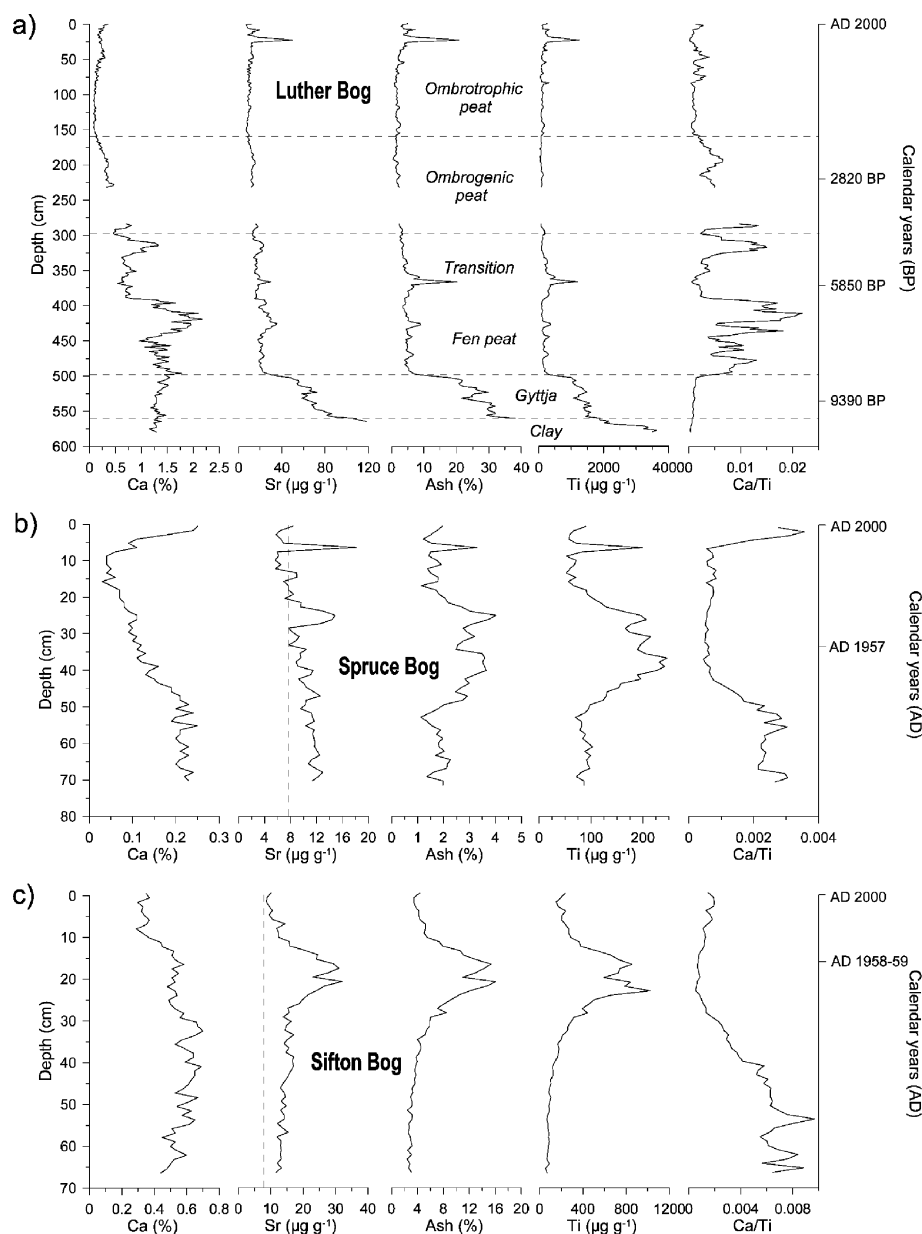 a)
0
50
100
150
200
250
300
350
400
450
500
550
600
Depth (cm)
Luther Bog
Ombrotrophic
peat
Ombrogenic
peat
Transition
Fen peat
Gyttja
Clay
AD 2000
2820 BP
5850 BP
9390 BP
Calendar years (BP)
0 0.5 1 1.5 2 2.5
Ca (%)
0 40 80 120
Sr (µg g-1)
0 10 20 30 40
Ash (%)
0 2000 4000
Ti (µg g-1)
0 0.01 0.02
Ca/Ti
b)
0
10
20
30
40
50
60
70
80
Depth (cm)
Spruce Bog
AD 2000
AD 1957
Calendar years (AD)
0 0.1 0.2 0.3
Ca (%)
0 4 8 12 16 20
Sr (µg g-1)
0 1 2 3 4 5
Ash (%)
0 100 200
Ti (µg g-1)
0 0.002 0.004
Ca/Ti
c)
0
10
20
30
40
50
60
70
Depth (cm)
Sifton Bog
AD 2000
AD 1958-59
Calendar years (AD)
0 0.2 0.4 0.6 0.8
Ca (%)
0 10 20 30 40
Sr (µg g-1)
0 4 8 12 16 20
Ash (%)
0 400 800 1200
Ti (µg g-1)
0 0.004 0.008
Ca/Ti